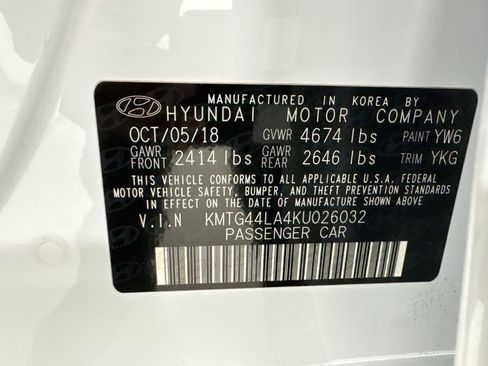 MANUFACTURED IN KOREA BY
HYUNDAI MOTOR COMPANY
OCT/05/18 GVWR 4674 lbs PAINT YW6
GAWR FRONT 2414 lbs GAWR REAR 2646 lbs TRIM YKG
THIS VEHICLE CONFORMS TO ALL APPLICABLE U.S.A. FEDERAL
MOTOR VEHICLE SAFETY, BUMPER, AND THEFT PREVENTION STANDARDS
IN EFFECT ON THE DATE OF MANUFACTURE SHOWN ABOVE
V.I.N KMTG44LA4KU026032
PASSENGER CAR